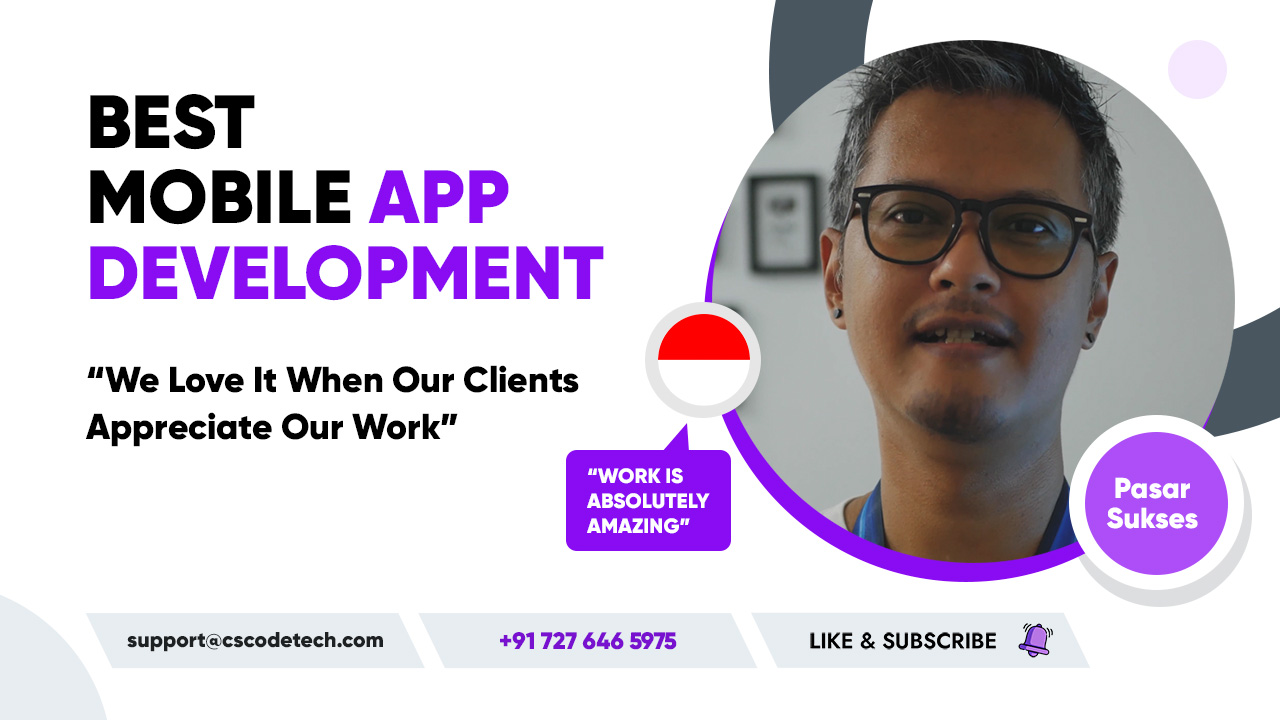 BEST
MOBILE APP
DEVELOPMENT
“We Love It When Our Clients
Appreciate Our Work”
“WORK IS
ABSOLUTELY
AMAZING”
Pasar
Sukses
support@cscodetech.com
+91 727 646 5975
LIKE & SUBSCRIBE